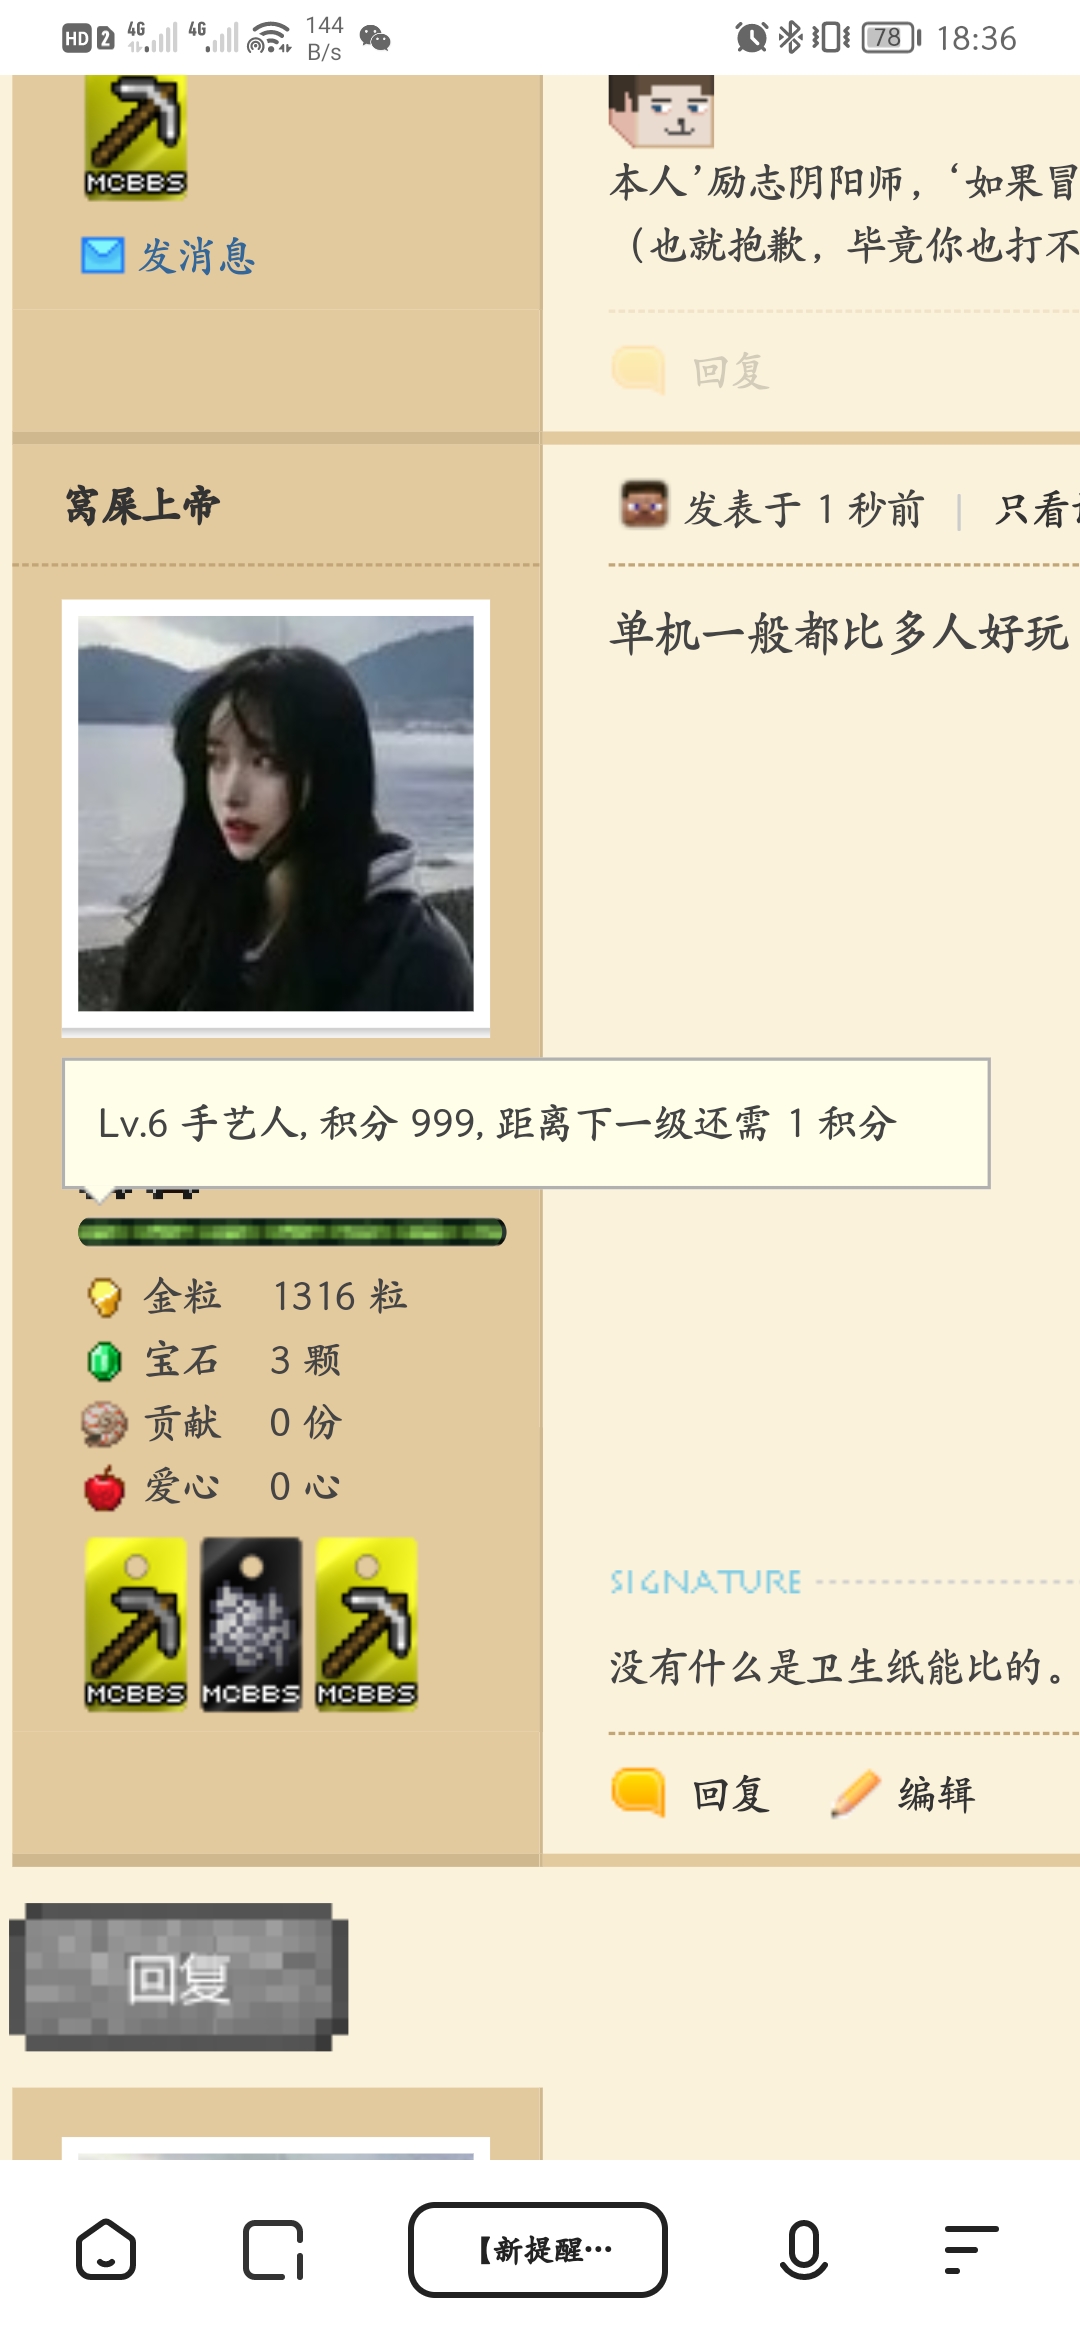 HD 2 4G 4G 144 B/s 78 18:36
MCBBS
发消息
本人’励志阴阳师，‘如果冒
（也就抱歉，毕竟你也打不
回复
窝屎上帝
发表于 1 秒前 | 只看
单机一般都比多人好玩
Lv.6 手艺人, 积分 999, 距离下一级还需 1 积分
金粒 1316 粒
宝石 3 颗
贡献 0 份
爱心 0 心
MCBBS MCBBS MCBBS
SIGNATURE
没有什么是卫生纸能比的。
回复 编辑
回复
【新提醒…